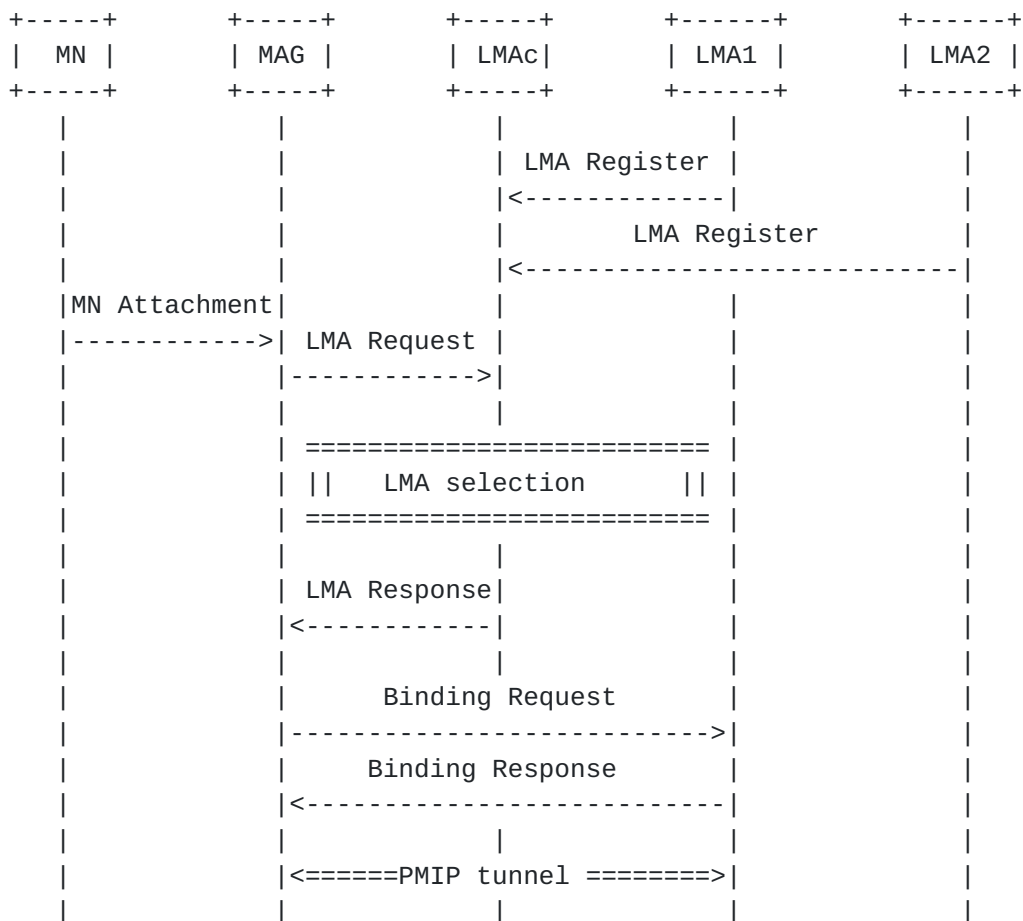 MN MAG LMAc LMA1 LMA2
LMA Register
LMA Register
MN Attachment
LMA Request
LMA selection
LMA Response
Binding Request
Binding Response
PMIP tunnel